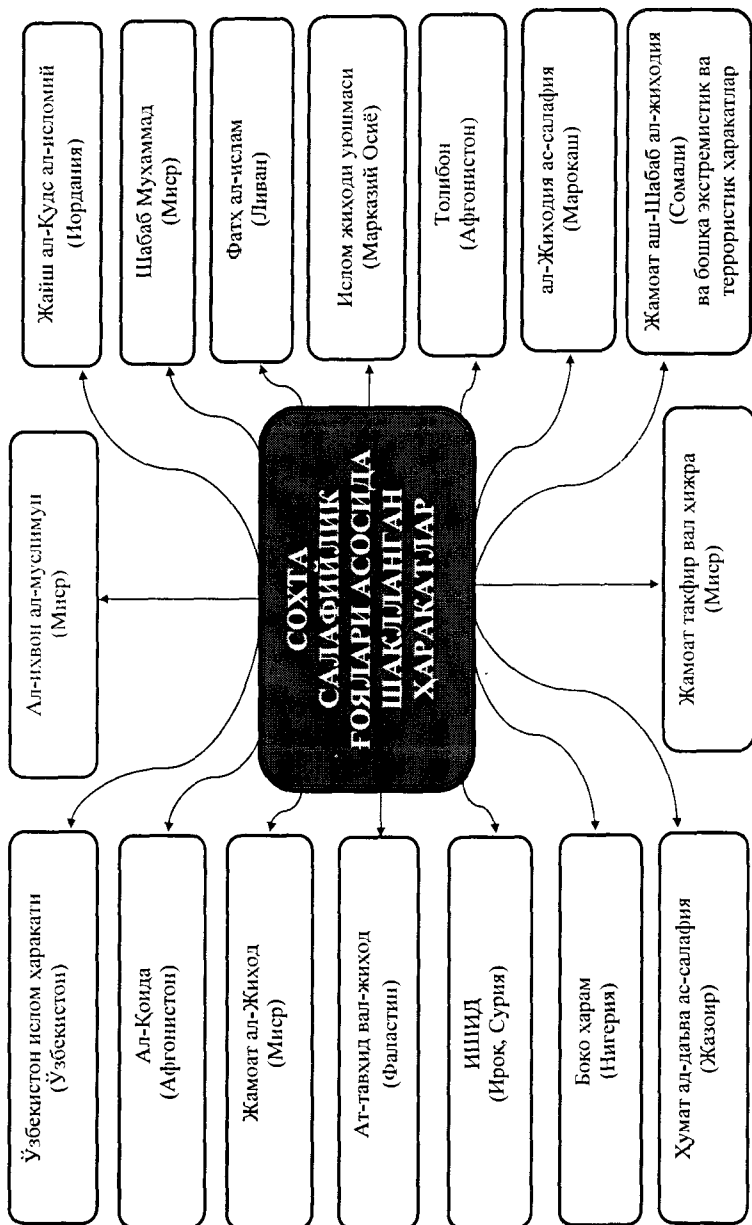 Ўзбекистон ислом ҳаракати
(Ўзбекистон)
Ал-Қоида
(Афғонистон)
Жамоат ал-Жиҳод
(Миср)
Ат-тавҳид вал-жиҳод
(Фаластин)
ИШИД
(Ироқ, Сурия)
Боко ҳарам
(Нигерия)
Ҳумат ад-даъва ас-салафия
(Жазоир)
Ал-ихвон ал-муслимун
(Миср)
СОХТА
САЛАФИЙЛИК
ҒОЯЛАРИ АСОСИДА
ШАКЛЛАНГАН
ҲАРАКАТЛАР
Жамоат такфир вал ҳижра
(Миср)
Жайш ал-Қудс ал-исломий
(Иордания)
Шабаб Муҳаммад
(Миср)
Фатҳ ал-ислам
(Ливан)
Ислом жиҳоди уюшмаси
(Марказий Осиё)
Толибон
(Афғонистон)
ал-Жиҳодия ас-салафия
(Марокаш)
Жамоат аш-Шабаб ал-жиҳодия
(Сомали)
ва бошқа экстремистик ва
террористик ҳаракатлар